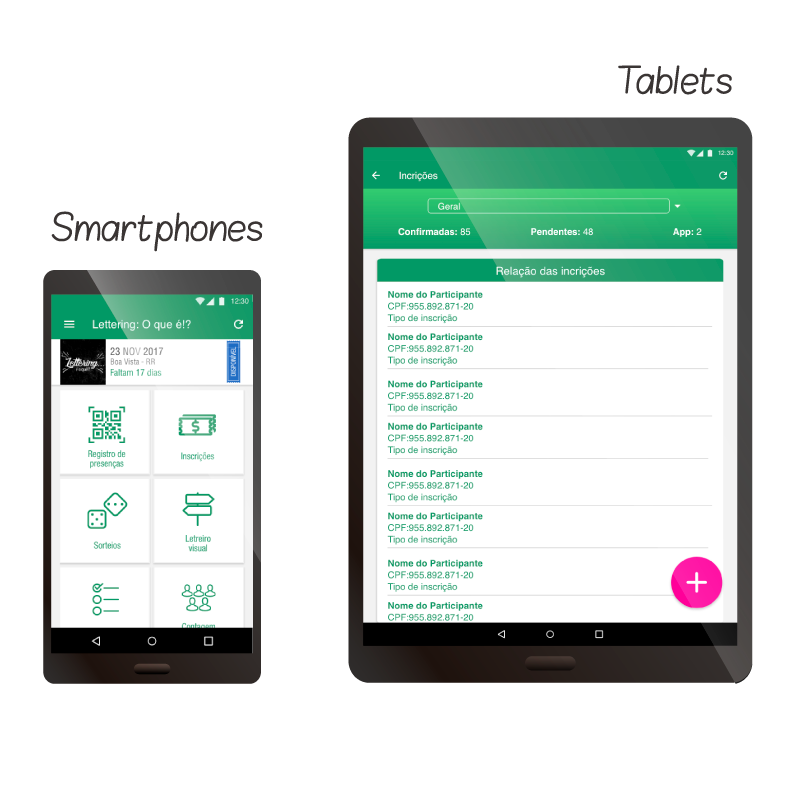 Tablets
Smartphones
12:30
Lettering: O que é!?
Lettering
23 NOV 2017
Boa Vista - RR
Faltam 17 dias
DISPONÍVEL
Registro de
presenças
Inscrições
Sorteios
Letreiro
visual
Contagem
12:30
Incrições
Geral
Confirmadas: 85 Pendentes: 48 App: 2
Relação das incrições
Nome do Participante
CPF:955.892.871-20
Tipo de inscrição
Nome do Participante
CPF:955.892.871-20
Tipo de inscrição
Nome do Participante
CPF:955.892.871-20
Tipo de inscrição
Nome do Participante
CPF:955.892.871-20
Tipo de inscrição
Nome do Participante
CPF:955.892.871-20
Tipo de inscrição
Nome do Participante
CPF:955.892.871-20
Tipo de inscrição
Nome do Participante
CPF:955.892.871-20
Tipo de inscrição
Nome do Participante
CPF:955.892.871-20